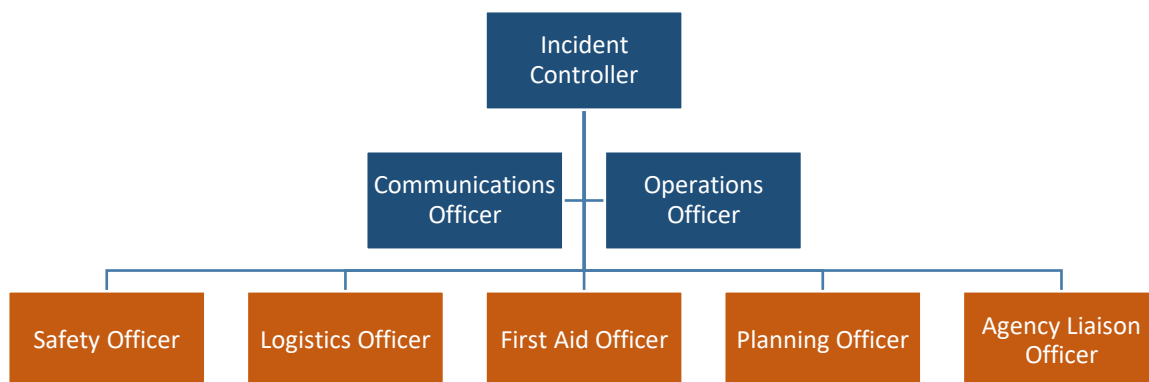 Incident
Controller
Communications
Officer
Operations
Officer
Safety Officer
Logistics Officer
First Aid Officer
Planning Officer
Agency Liaison
Officer